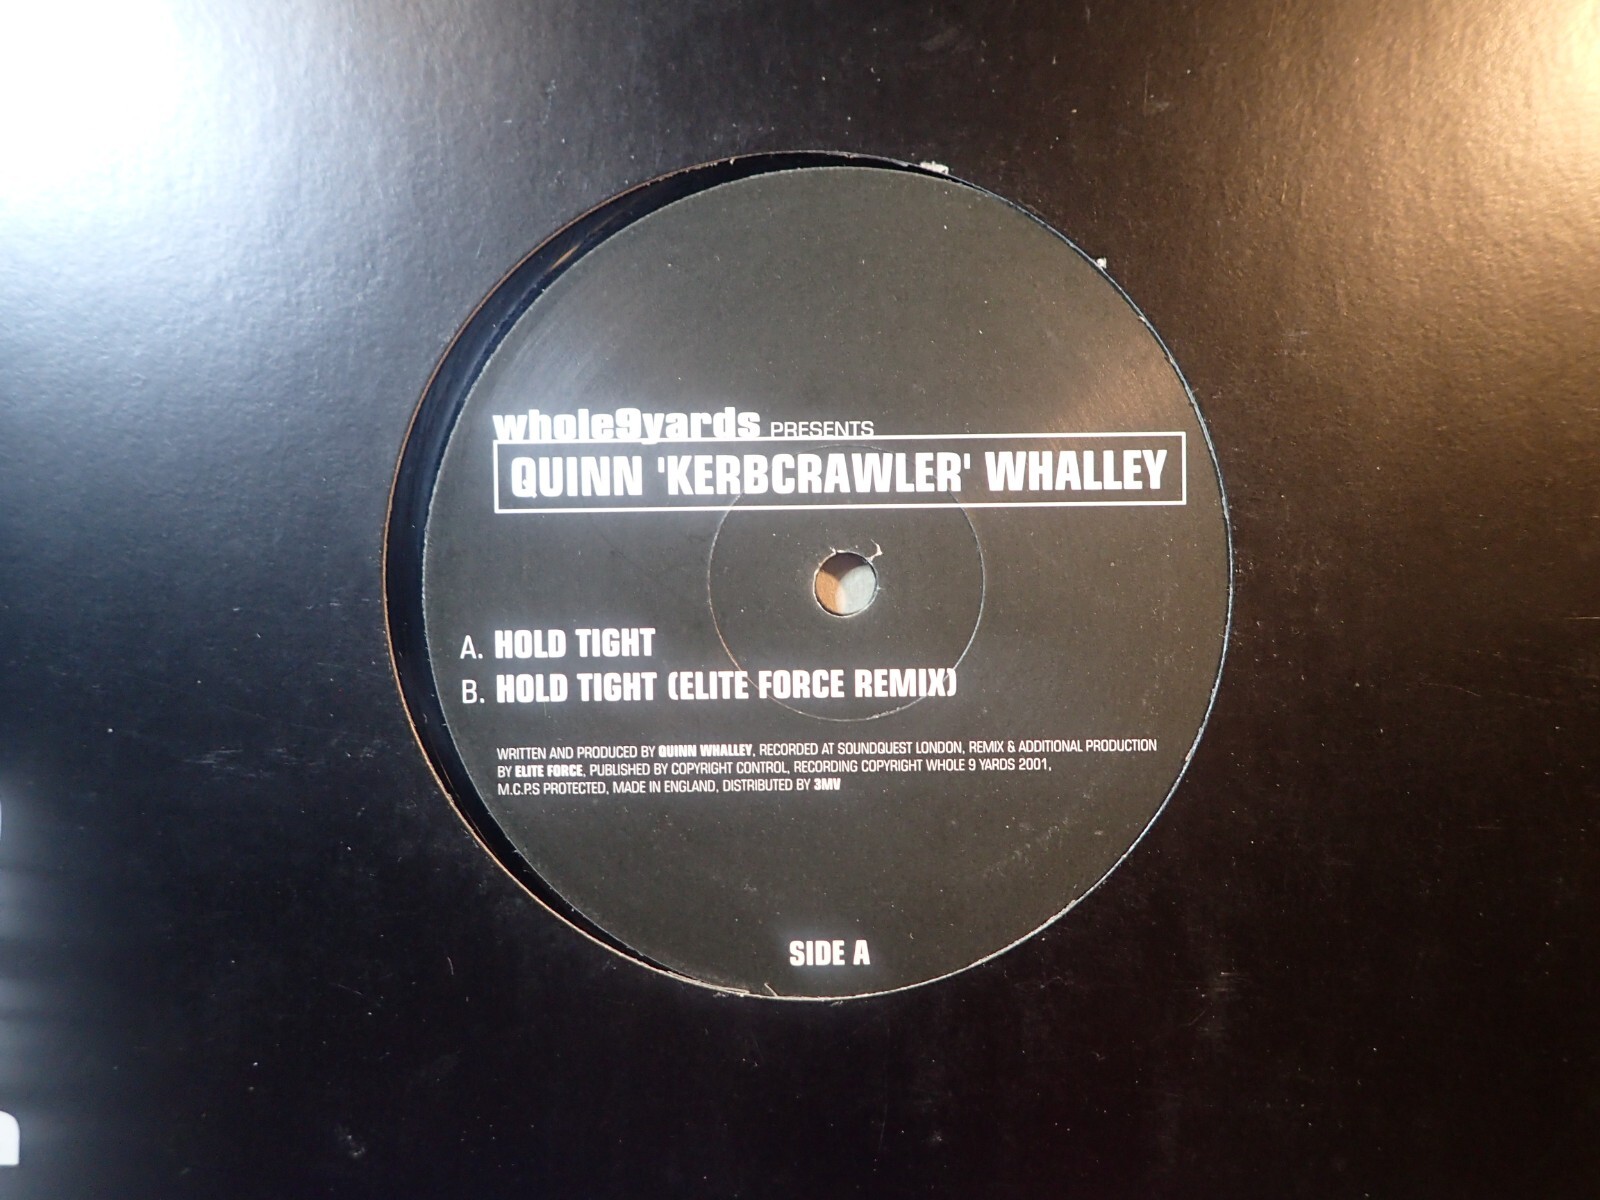 whole9yards PRESENTS
QUINN 'KERBCRAWLER' WHALLEY
A. HOLD TIGHT
B. HOLD TIGHT (ELITE FORCE REMIX)
WRITTEN AND PRODUCED BY QUINN WHALLEY, RECORDED AT SOUNDQUEST LONDON, REMIX & ADDITIONAL PRODUCTION
BY ELITE FORCE, PUBLISHED BY COPYRIGHT CONTROL, RECORDING COPYRIGHT WHOLE 9 YARDS 2001,
M.C.P.S PROTECTED, MADE IN ENGLAND, DISTRIBUTED BY 3MV
SIDE A